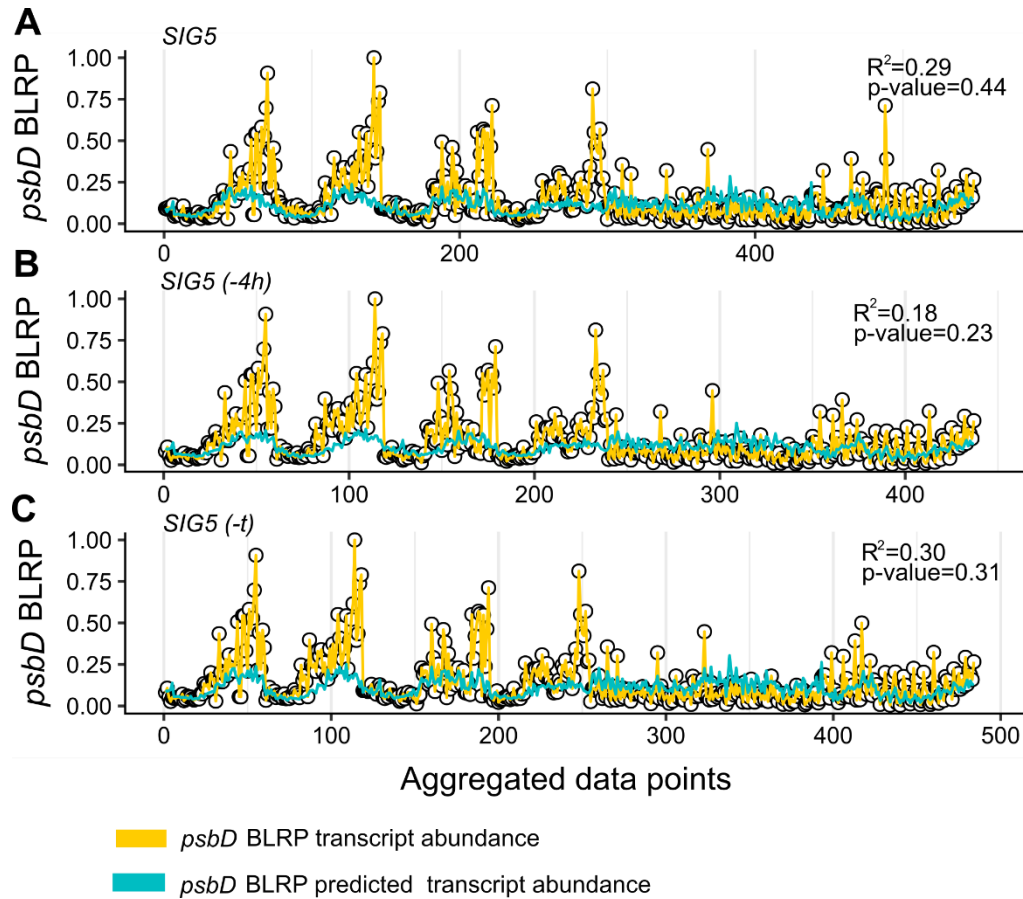 A
SIG5
psbD BLRP
1.00
0.75
0.50
0.25
0.00
R²=0.29
p-value=0.44
0 200 400
B
SIG5 (-4h)
psbD BLRP
1.00
0.75
0.50
0.25
0.00
R²=0.18
p-value=0.23
0 100 200 300 400
C
SIG5 (-t)
psbD BLRP
1.00
0.75
0.50
0.25
0.00
R²=0.30
p-value=0.31
0 100 200 300 400 500
Aggregated data points
psbD BLRP transcript abundance
psbD BLRP predicted transcript abundance